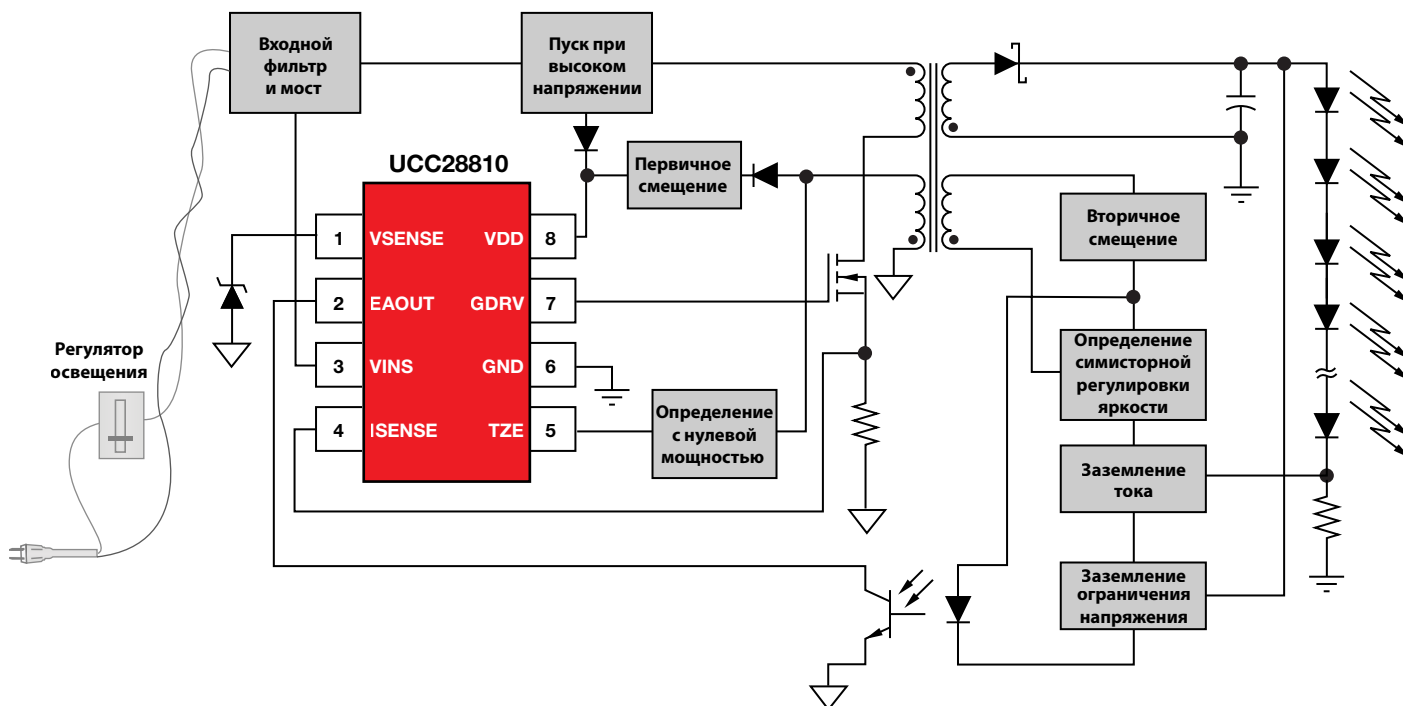 Входной
фильтр
и мост
Пуск при
высоком
напряжении
UCC28810
Первичное
смещение
1 VSENSE VDD 8
2 EAOUT GDRV 7
3 VINS GND 6
4 ISENSE TZE 5
Вторичное
смещение
Регулятор
освещения
Определение
симисторной
регулировки
яркости
Определение
с нулевой
мощностью
Заземление
тока
Заземление
ограничения
напряжения